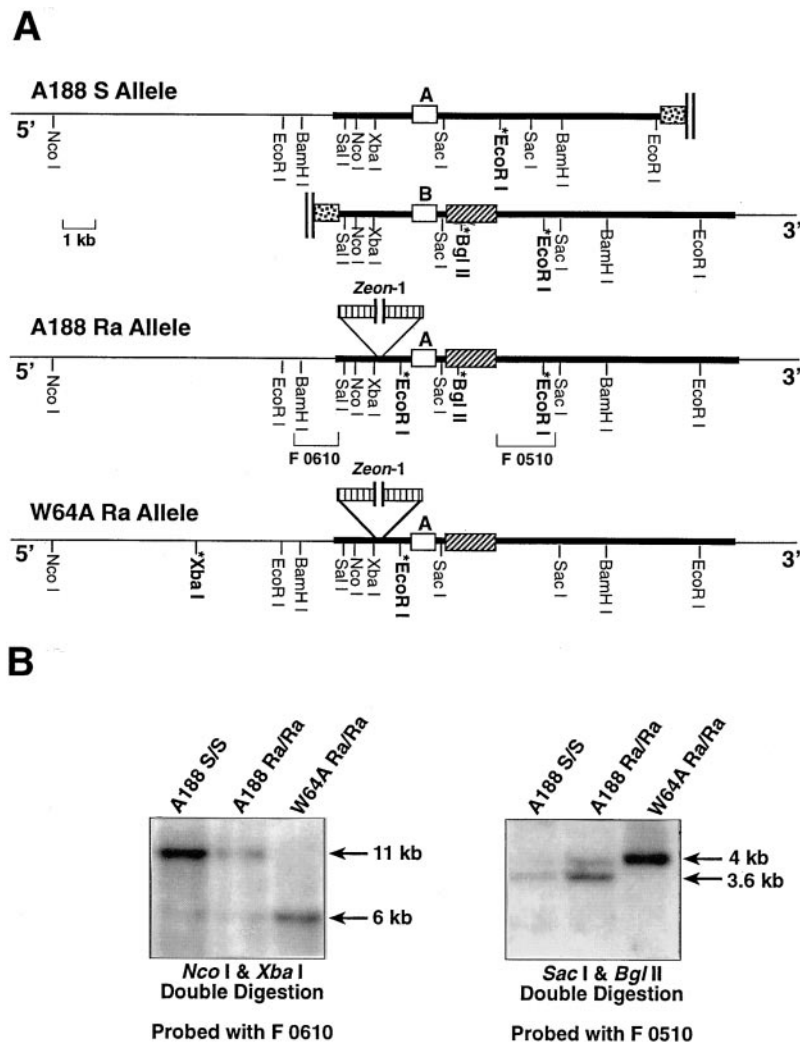 A
A188 S Allele
A
5'
Nco I
EcoR I
BamH I
Sal I
Nco I
Xba I
Sac I
*EcoR I
Sac I
BamH I
EcoR I
1 kb
B
3'
Sal I
Nco I
Xba I
Sac I
*Bgl II
*EcoR I
Sac I
BamH I
EcoR I
Zeon-1
A188 Ra Allele
A
5'
3'
Nco I
EcoR I
BamH I
Sal I
Nco I
Xba I
*EcoR I
Sac I
*Bgl II
*EcoR I
Sac I
BamH I
EcoR I
F 0610
F 0510
Zeon-1
W64A Ra Allele
A
5'
3'
Nco I
*Xba I
EcoR I
BamH I
Sal I
Nco I
Xba I
*EcoR I
Sac I
Sac I
BamH I
EcoR I
B
A188 S/S
A188 Ra/Ra
W64A Ra/Ra
11 kb
6 kb
Nco I & Xba I
Double Digestion
Probed with F 0610
A188 S/S
A188 Ra/Ra
W64A Ra/Ra
4 kb
3.6 kb
Sac I & Bgl II
Double Digestion
Probed with F 0510